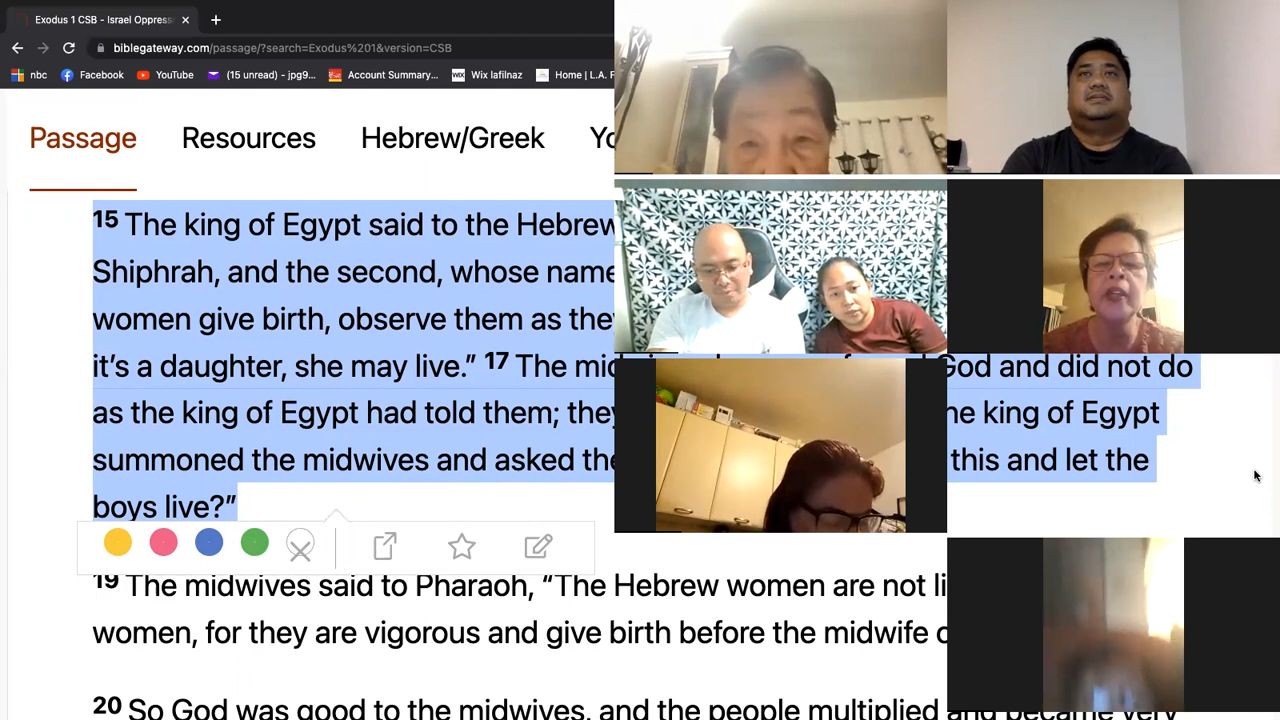 Exodus 1 CSB - Israel Oppress
biblegateway.com/passage/?search=Exodus%201&version=CSB
nbc Facebook YouTube (15 unread) - jpg9... Account Summary... Wix lafilnaz Home | L.A. F
Passage Resources Hebrew/Greek Yo
15 The king of Egypt said to the Hebrew
Shiphrah, and the second, whose name
women give birth, observe them as they
it’s a daughter, she may live.” 17 The mid God and did not do
as the king of Egypt had told them; they he king of Egypt
summoned the midwives and asked the this and let the
boys live?”
19 The midwives said to Pharaoh, “The Hebrew women are not li
women, for they are vigorous and give birth before the midwife
20 So God was good to the midwives, and the people multiplied and became very